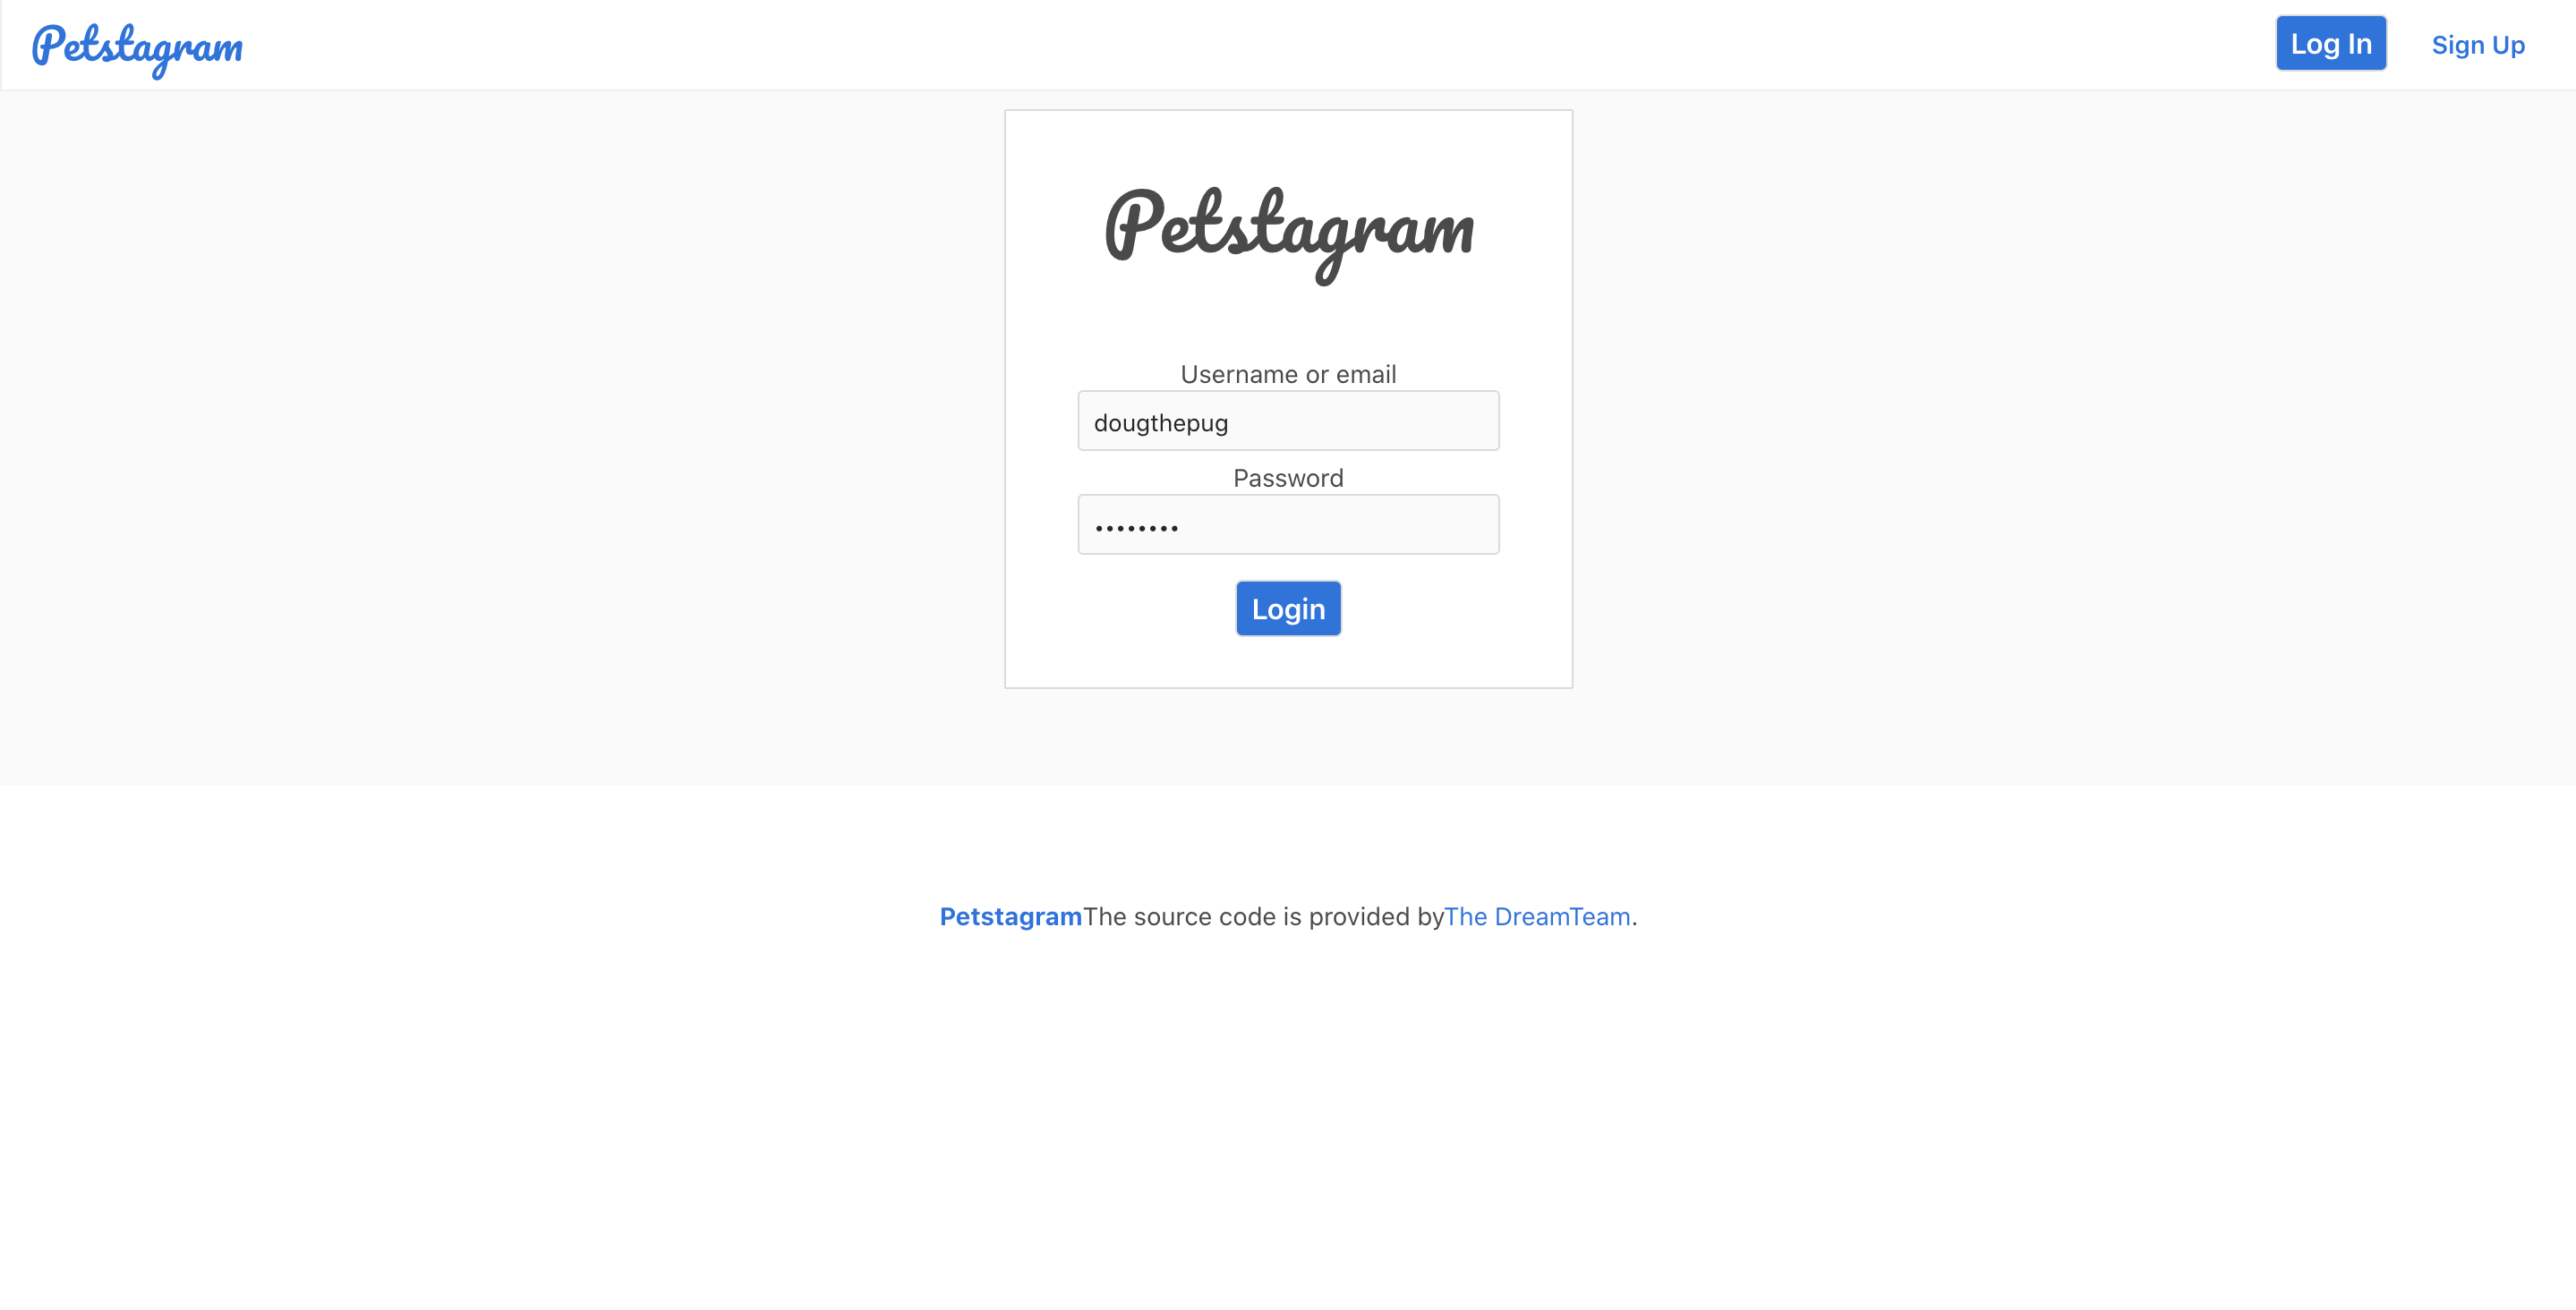 Petstagram
Log In
Sign Up
Petstagram
Username or email
dougthepug
Password
••••••••
Login
PetstagramThe source code is provided byThe DreamTeam.